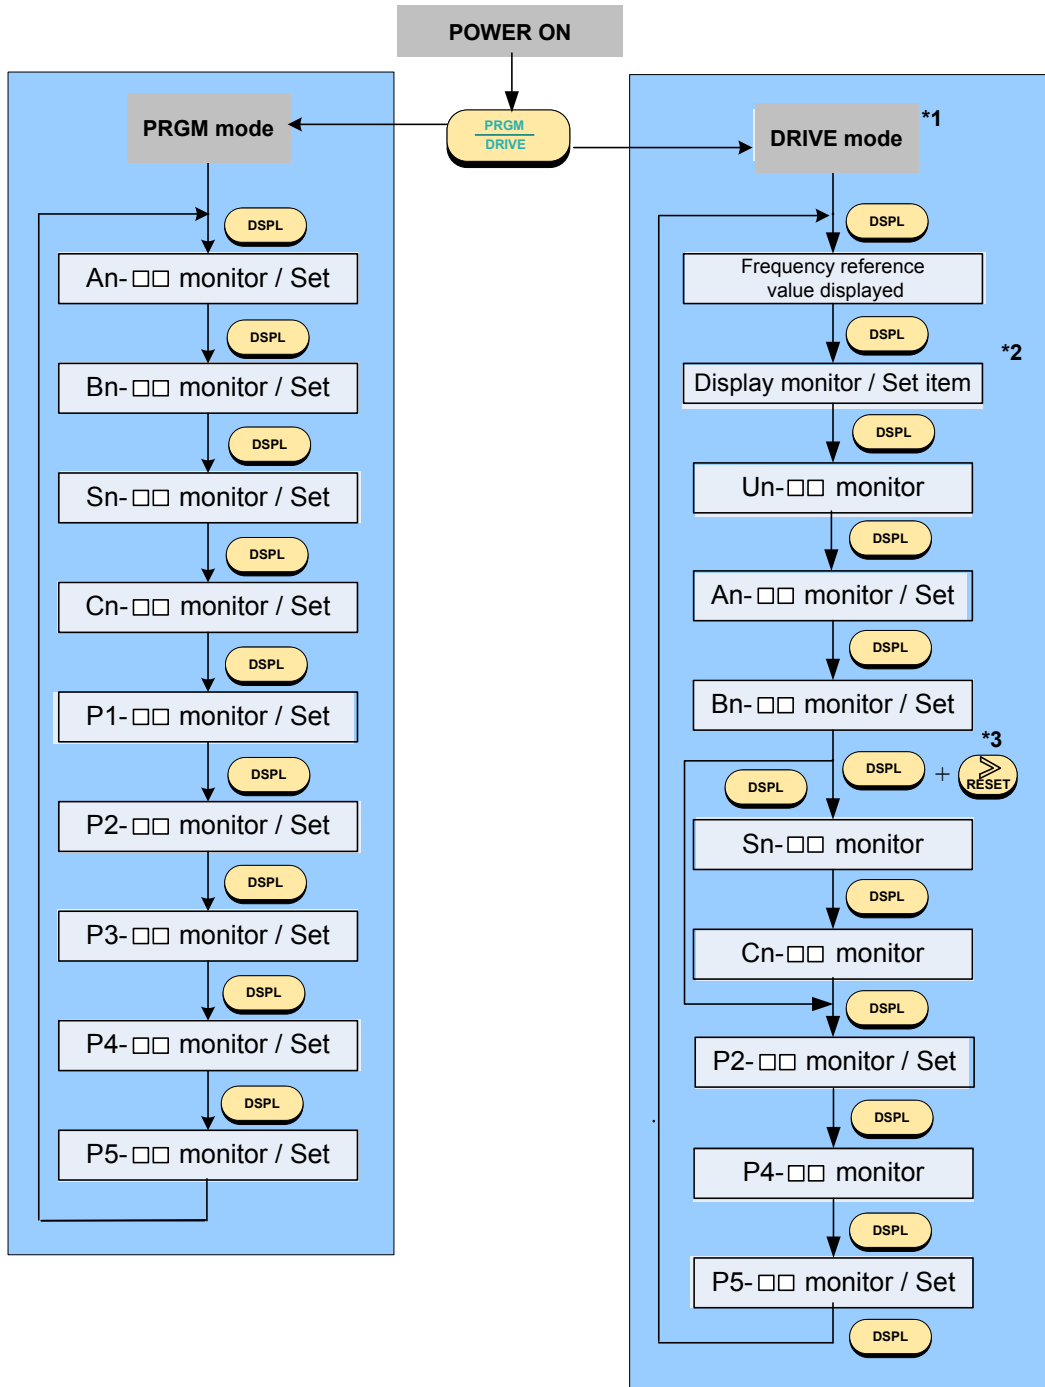 POWER ON
PRGM
DRIVE
PRGM mode
DSPL
An-□□ monitor / Set
DSPL
Bn-□□ monitor / Set
DSPL
Sn-□□ monitor / Set
DSPL
Cn-□□ monitor / Set
DSPL
P1-□□ monitor / Set
DSPL
P2-□□ monitor / Set
DSPL
P3-□□ monitor / Set
DSPL
P4-□□ monitor / Set
DSPL
P5-□□ monitor / Set
DRIVE mode *1
DSPL
Frequency reference
value displayed
DSPL
*2
Display monitor / Set item
DSPL
Un-□□ monitor
DSPL
An-□□ monitor / Set
DSPL
Bn-□□ monitor / Set
*3
DSPL
DSPL + RESET
Sn-□□ monitor
DSPL
Cn-□□ monitor
DSPL
P2-□□ monitor / Set
DSPL
P4-□□ monitor
DSPL
P5-□□ monitor / Set
DSPL